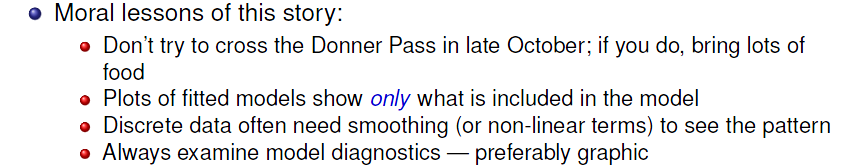 Moral lessons of this story:
Don't try to cross the Donner Pass in late October; if you do, bring lots of
food
Plots of fitted models show only what is included in the model
Discrete data often need smoothing (or non-linear terms) to see the pattern
Always examine model diagnostics — preferably graphic